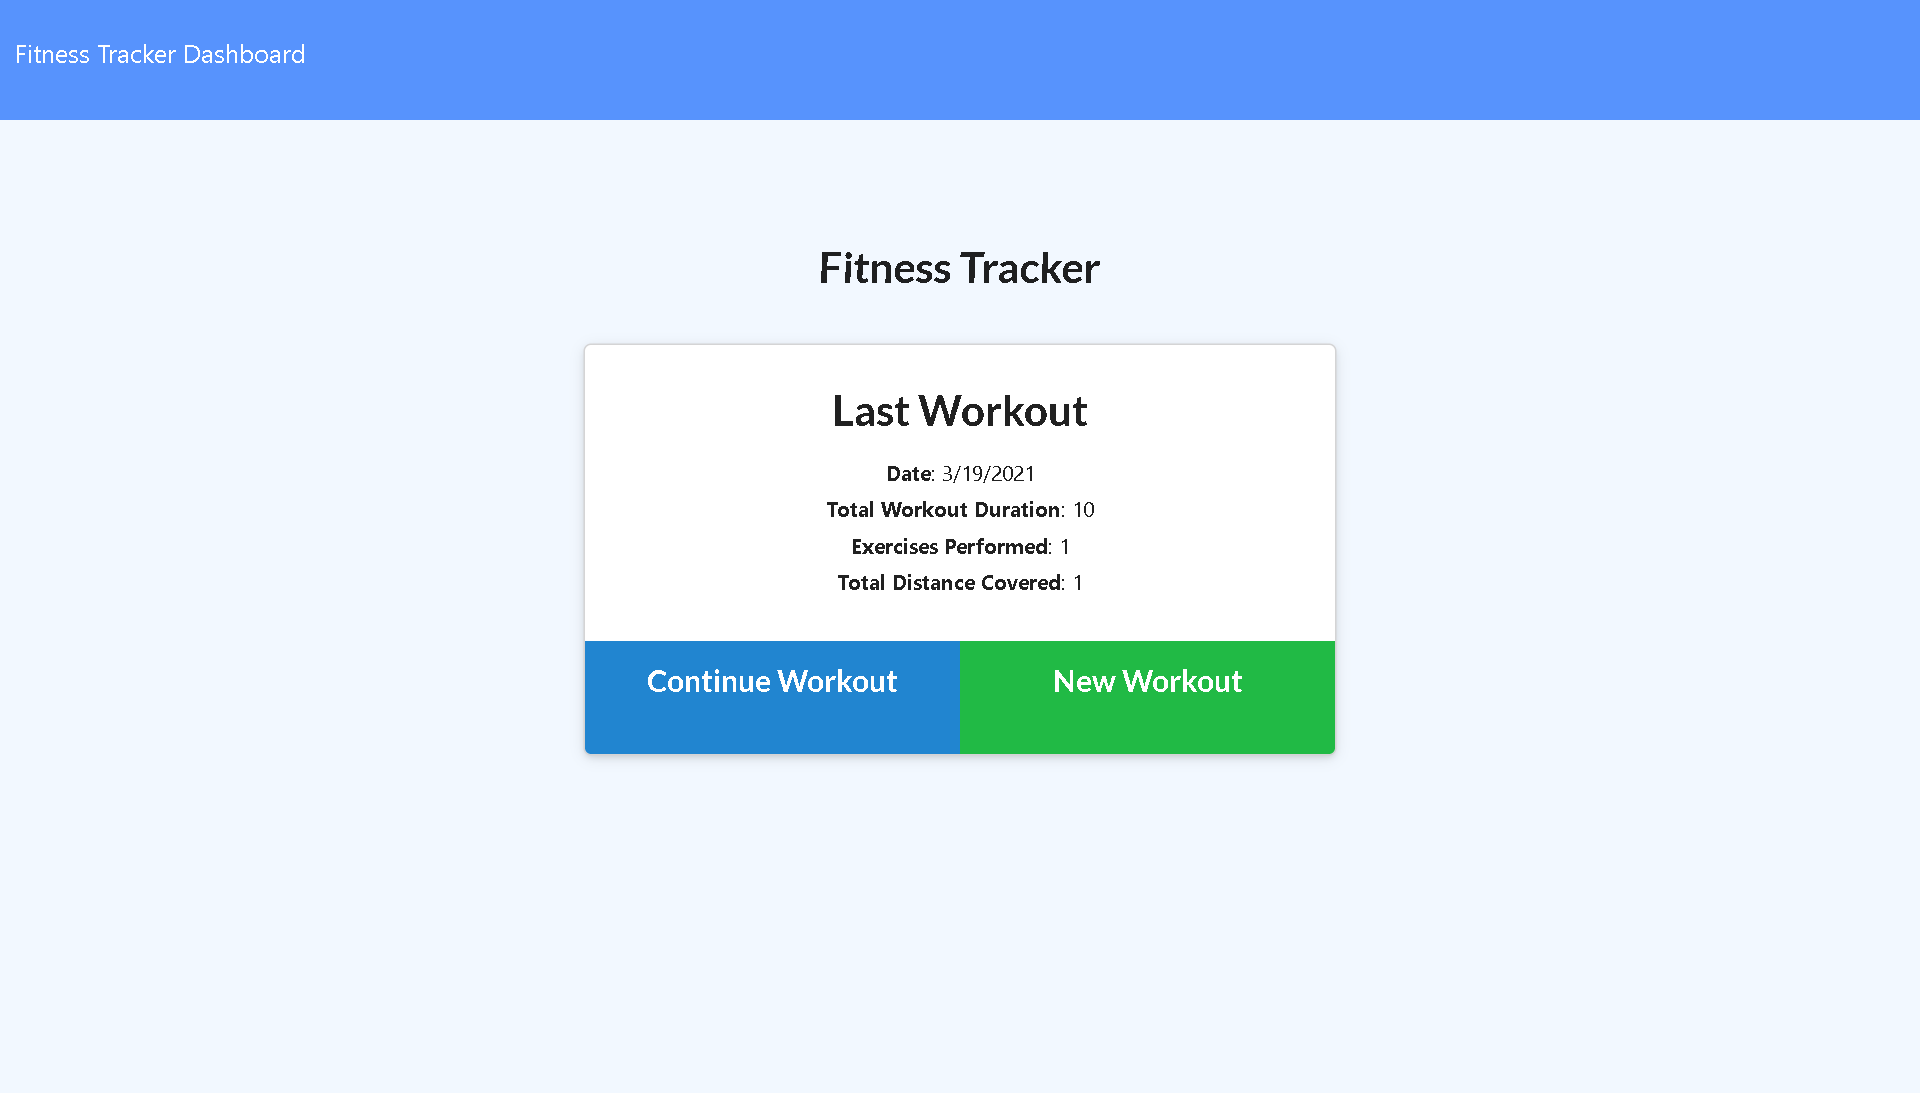 Fitness Tracker Dashboard
Fitness Tracker
Last Workout
Date: 3/19/2021
Total Workout Duration: 10
Exercises Performed: 1
Total Distance Covered: 1
Continue Workout
New Workout